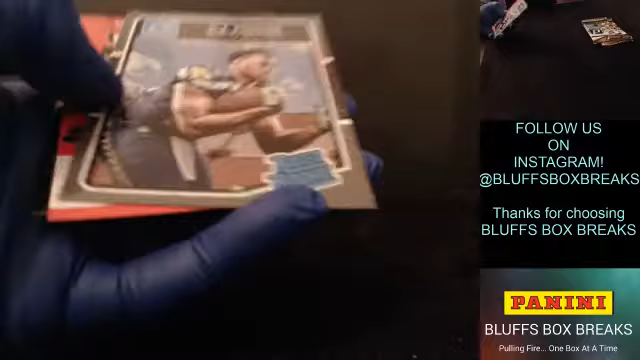 FOLLOW US
ON
INSTAGRAM!
@BLUFFSBOXBREAKS
Thanks for choosing
BLUFFS BOX BREAKS
PANINI
BLUFFS BOX BREAKS
Pulling Fire... One Box At A Time